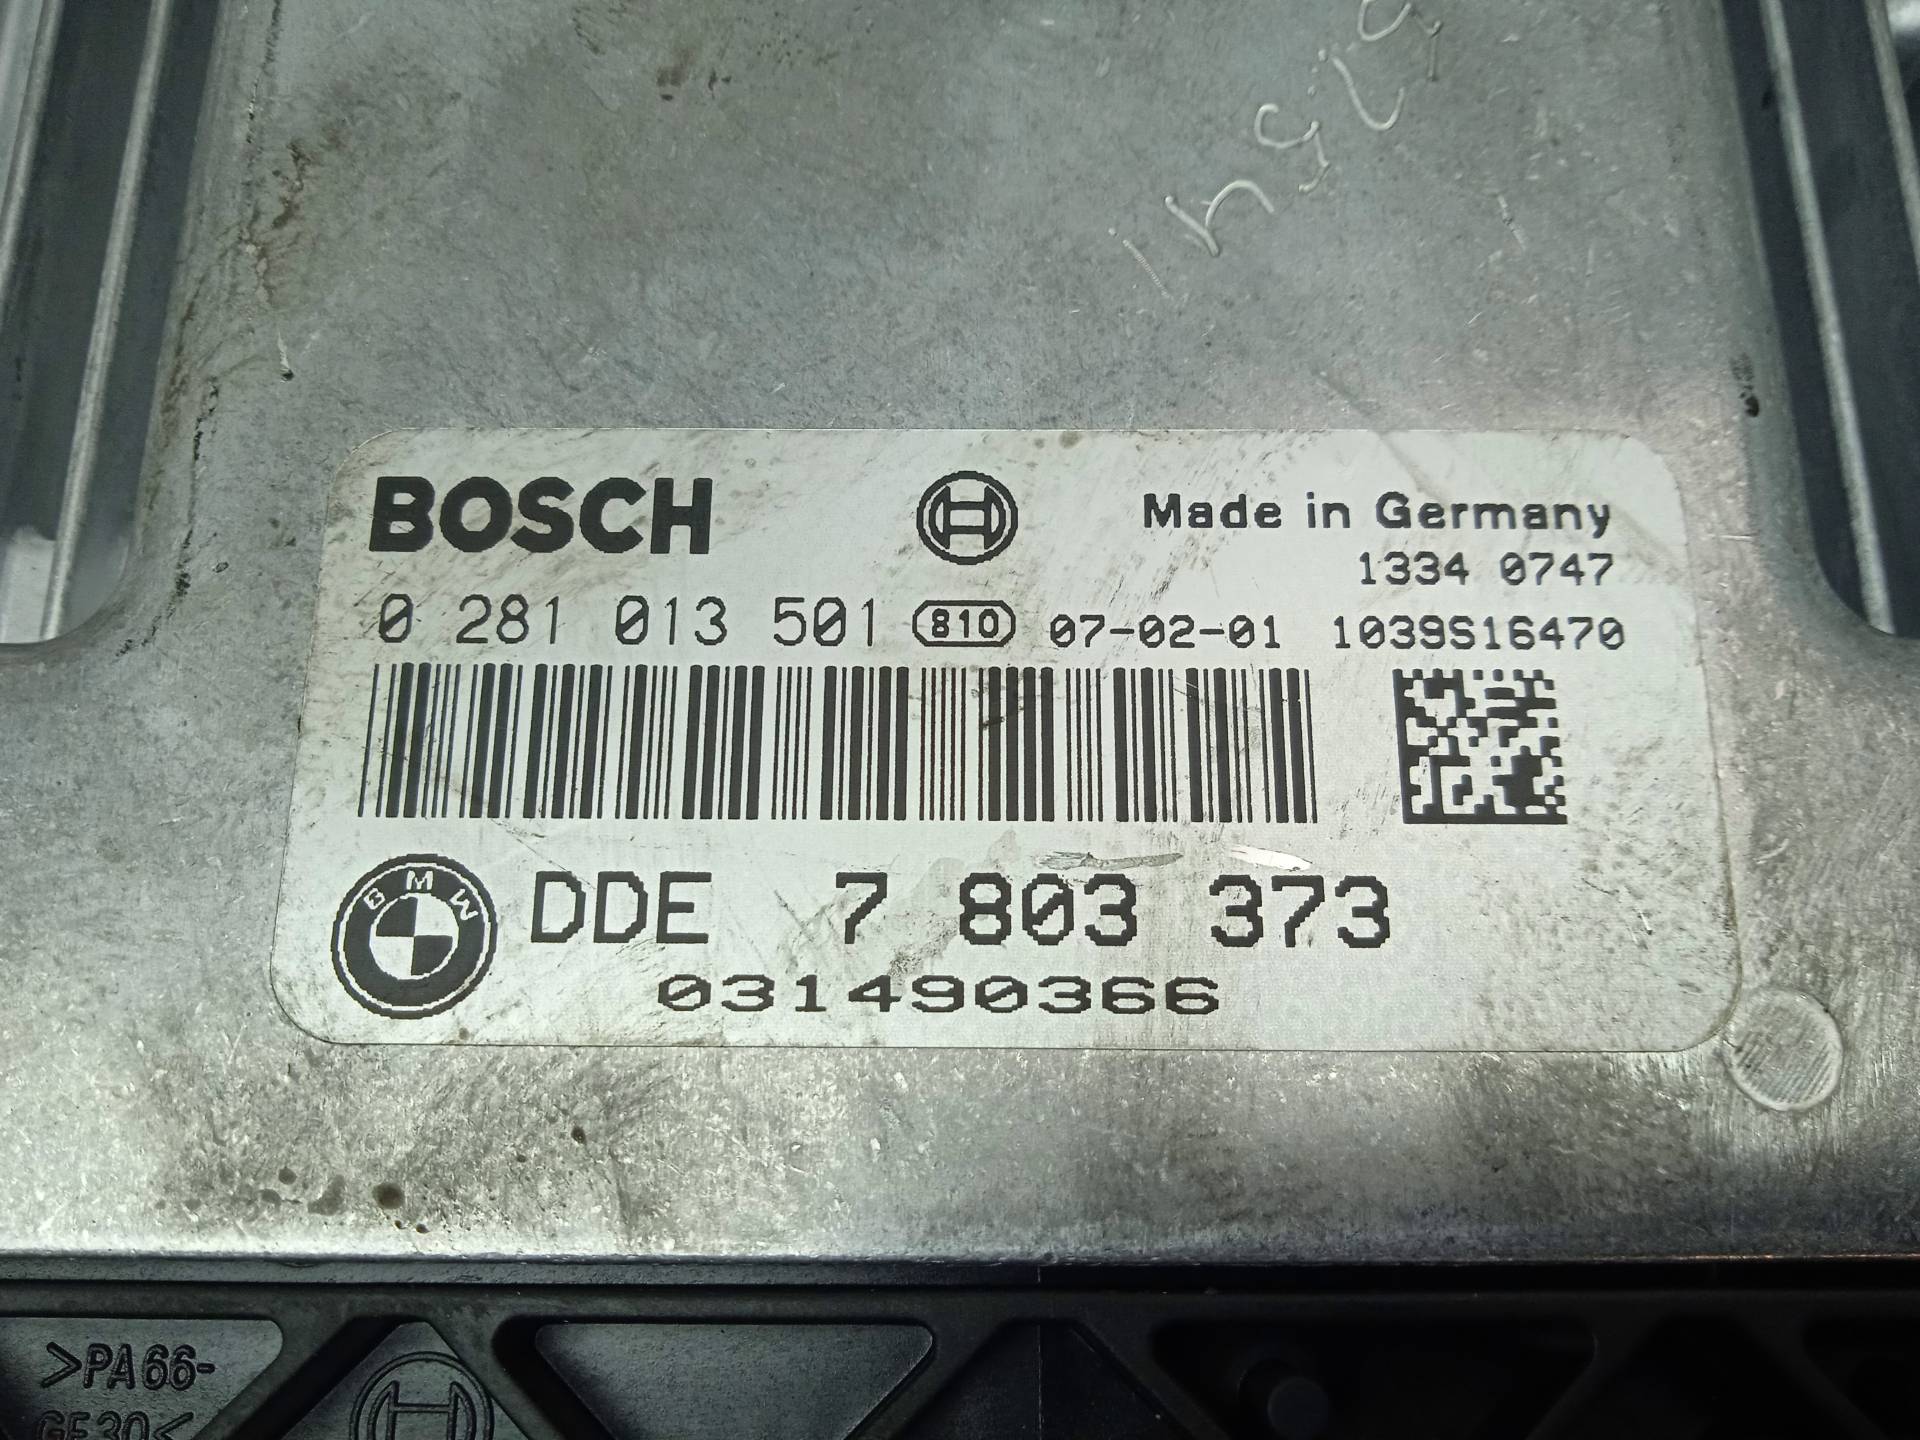 BOSCH
Made in Germany
1334 0747
0 281 013 501 810 07-02-01 1039S16470
BMW
DDE 7 803 373
031490366
>PA66-
GF30<